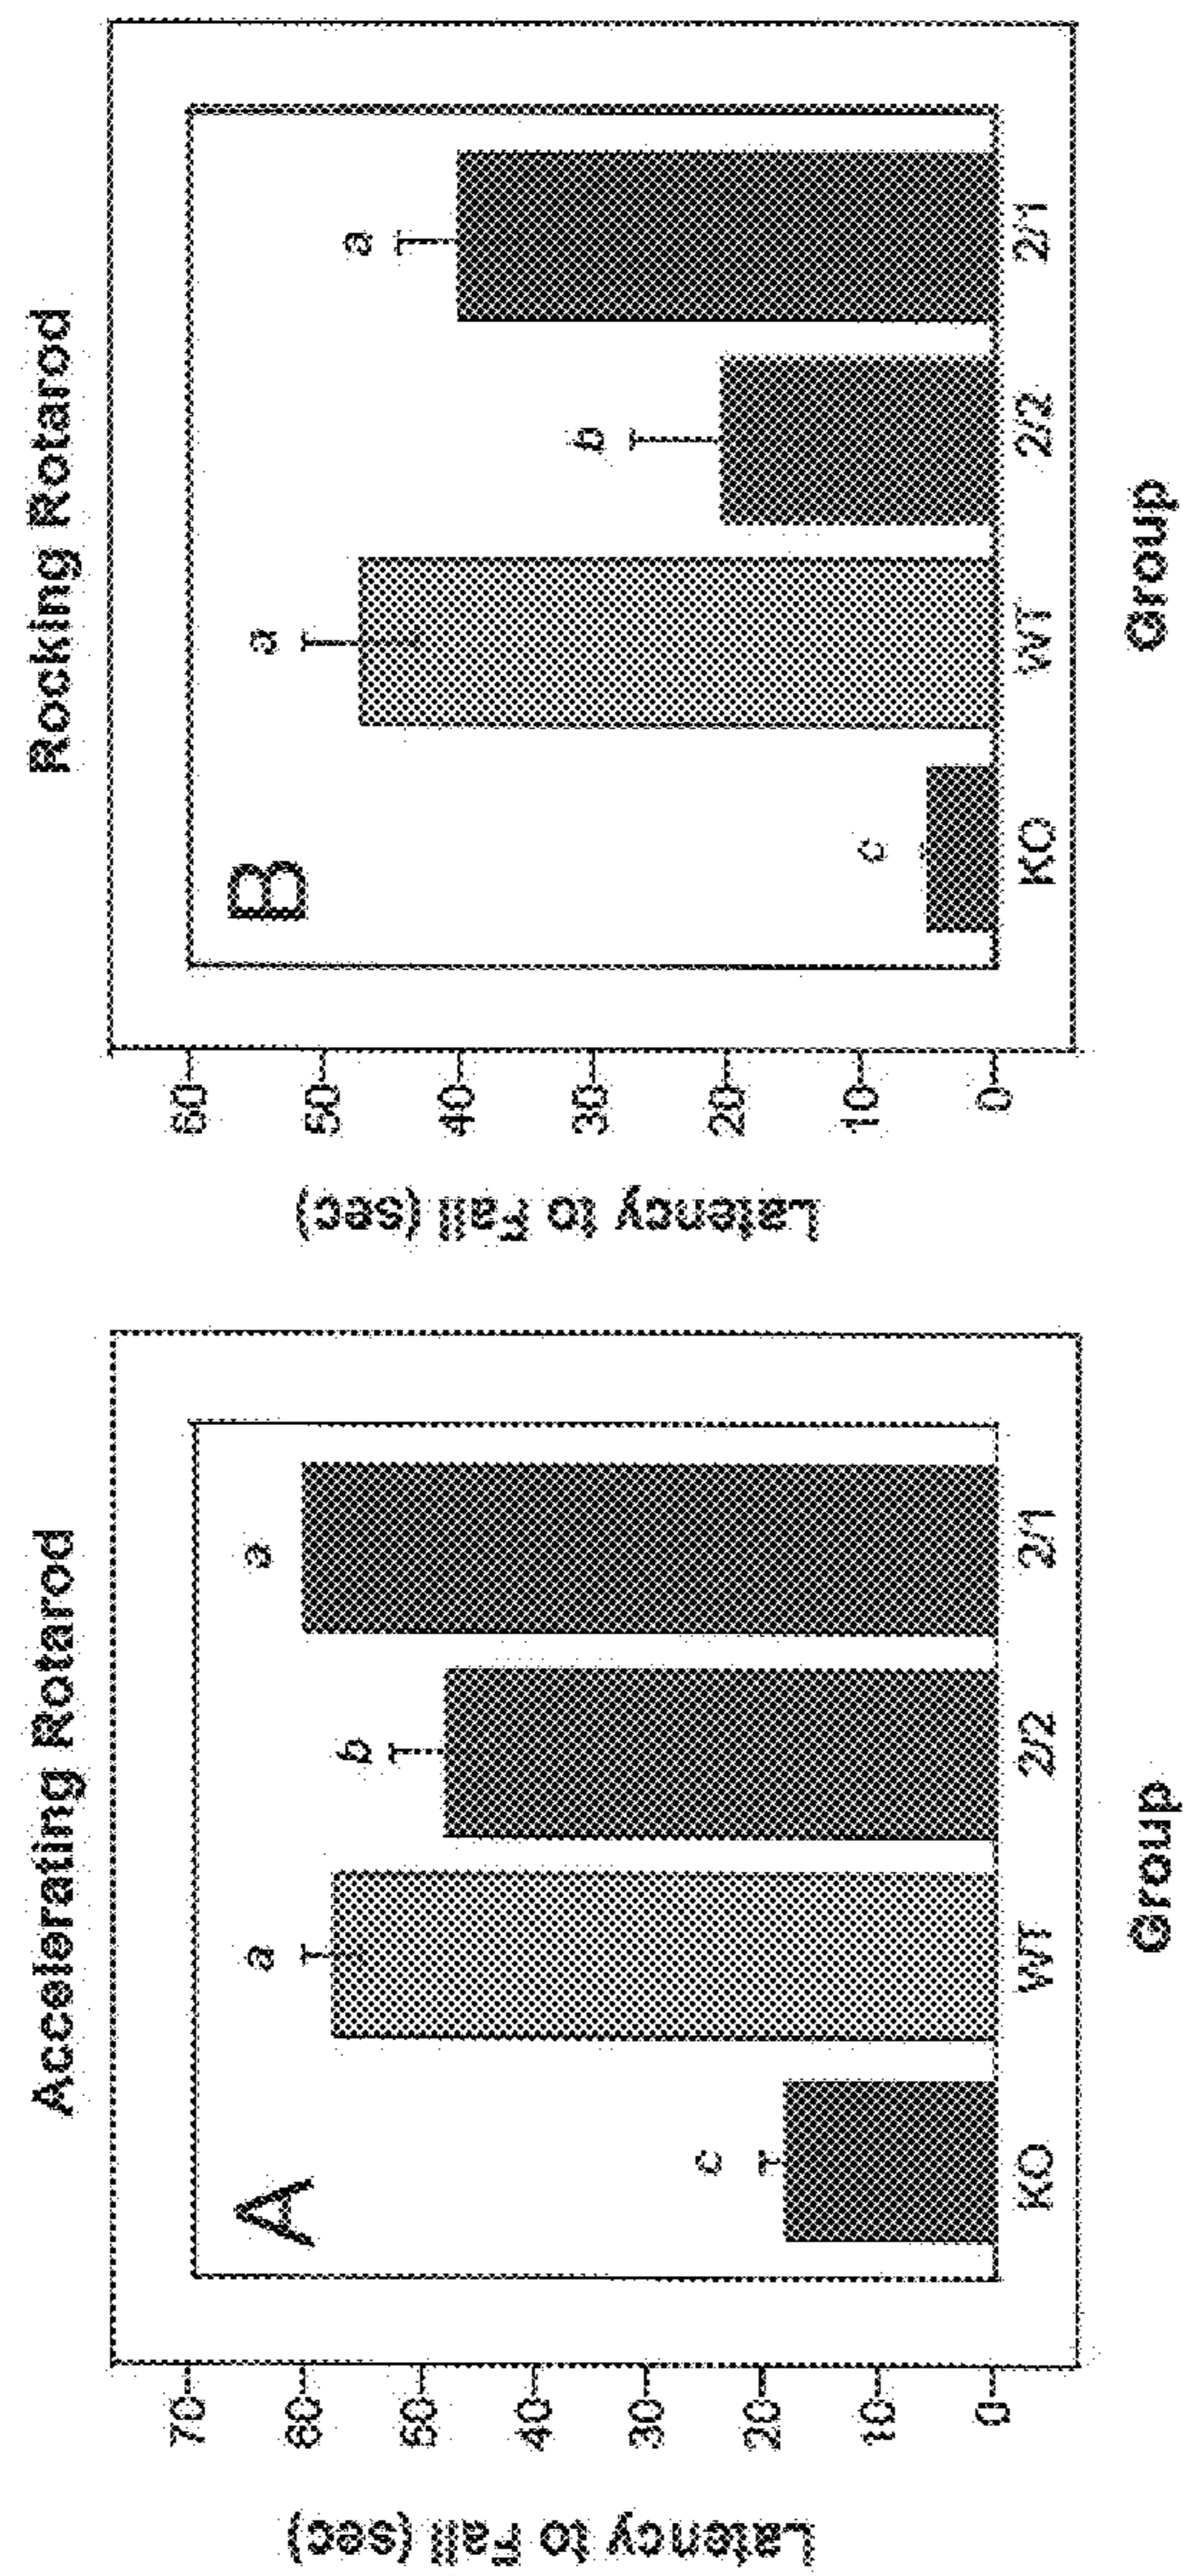 Accelerating Rotarod
A
Latency to Fall (sec)
70
60
50
40
30
20
10
0
c
a
b
a
KO
WT
2/2
2/1
Group
Rocking Rotarod
B
Latency to Fall (sec)
60
50
40
30
20
10
0
c
a
b
a
KO
WT
2/2
2/1
Group